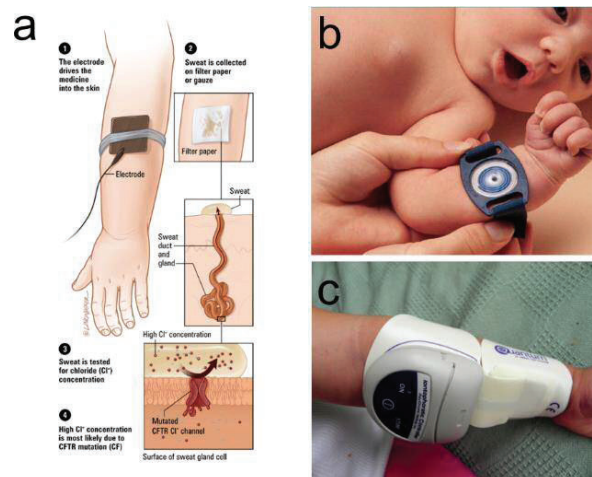 a
1
The electrode
drives the
medicine
into the skin
2
Sweat is collected
on filter paper
or gauze
Filter paper
Electrode
Sweat
Sweat
duct
and
gland
High Cl⁻ concentration
3
Sweat is tested
for chloride (Cl⁻)
concentration
4
High Cl⁻ concentration
is most likely due to
CFTR mutation (CF)
Mutated
CFTR Cl⁻ channel
Surface of sweat gland cell
b
c
ON
CE